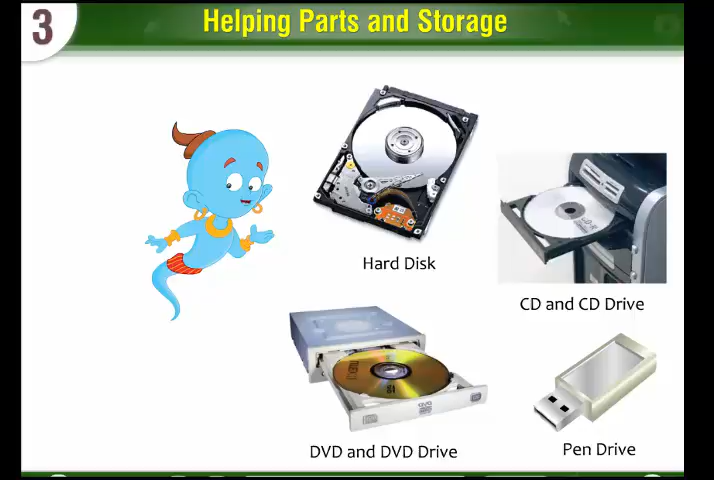 3
Helping Parts and Storage
Hard Disk
CD and CD Drive
DVD and DVD Drive
Pen Drive